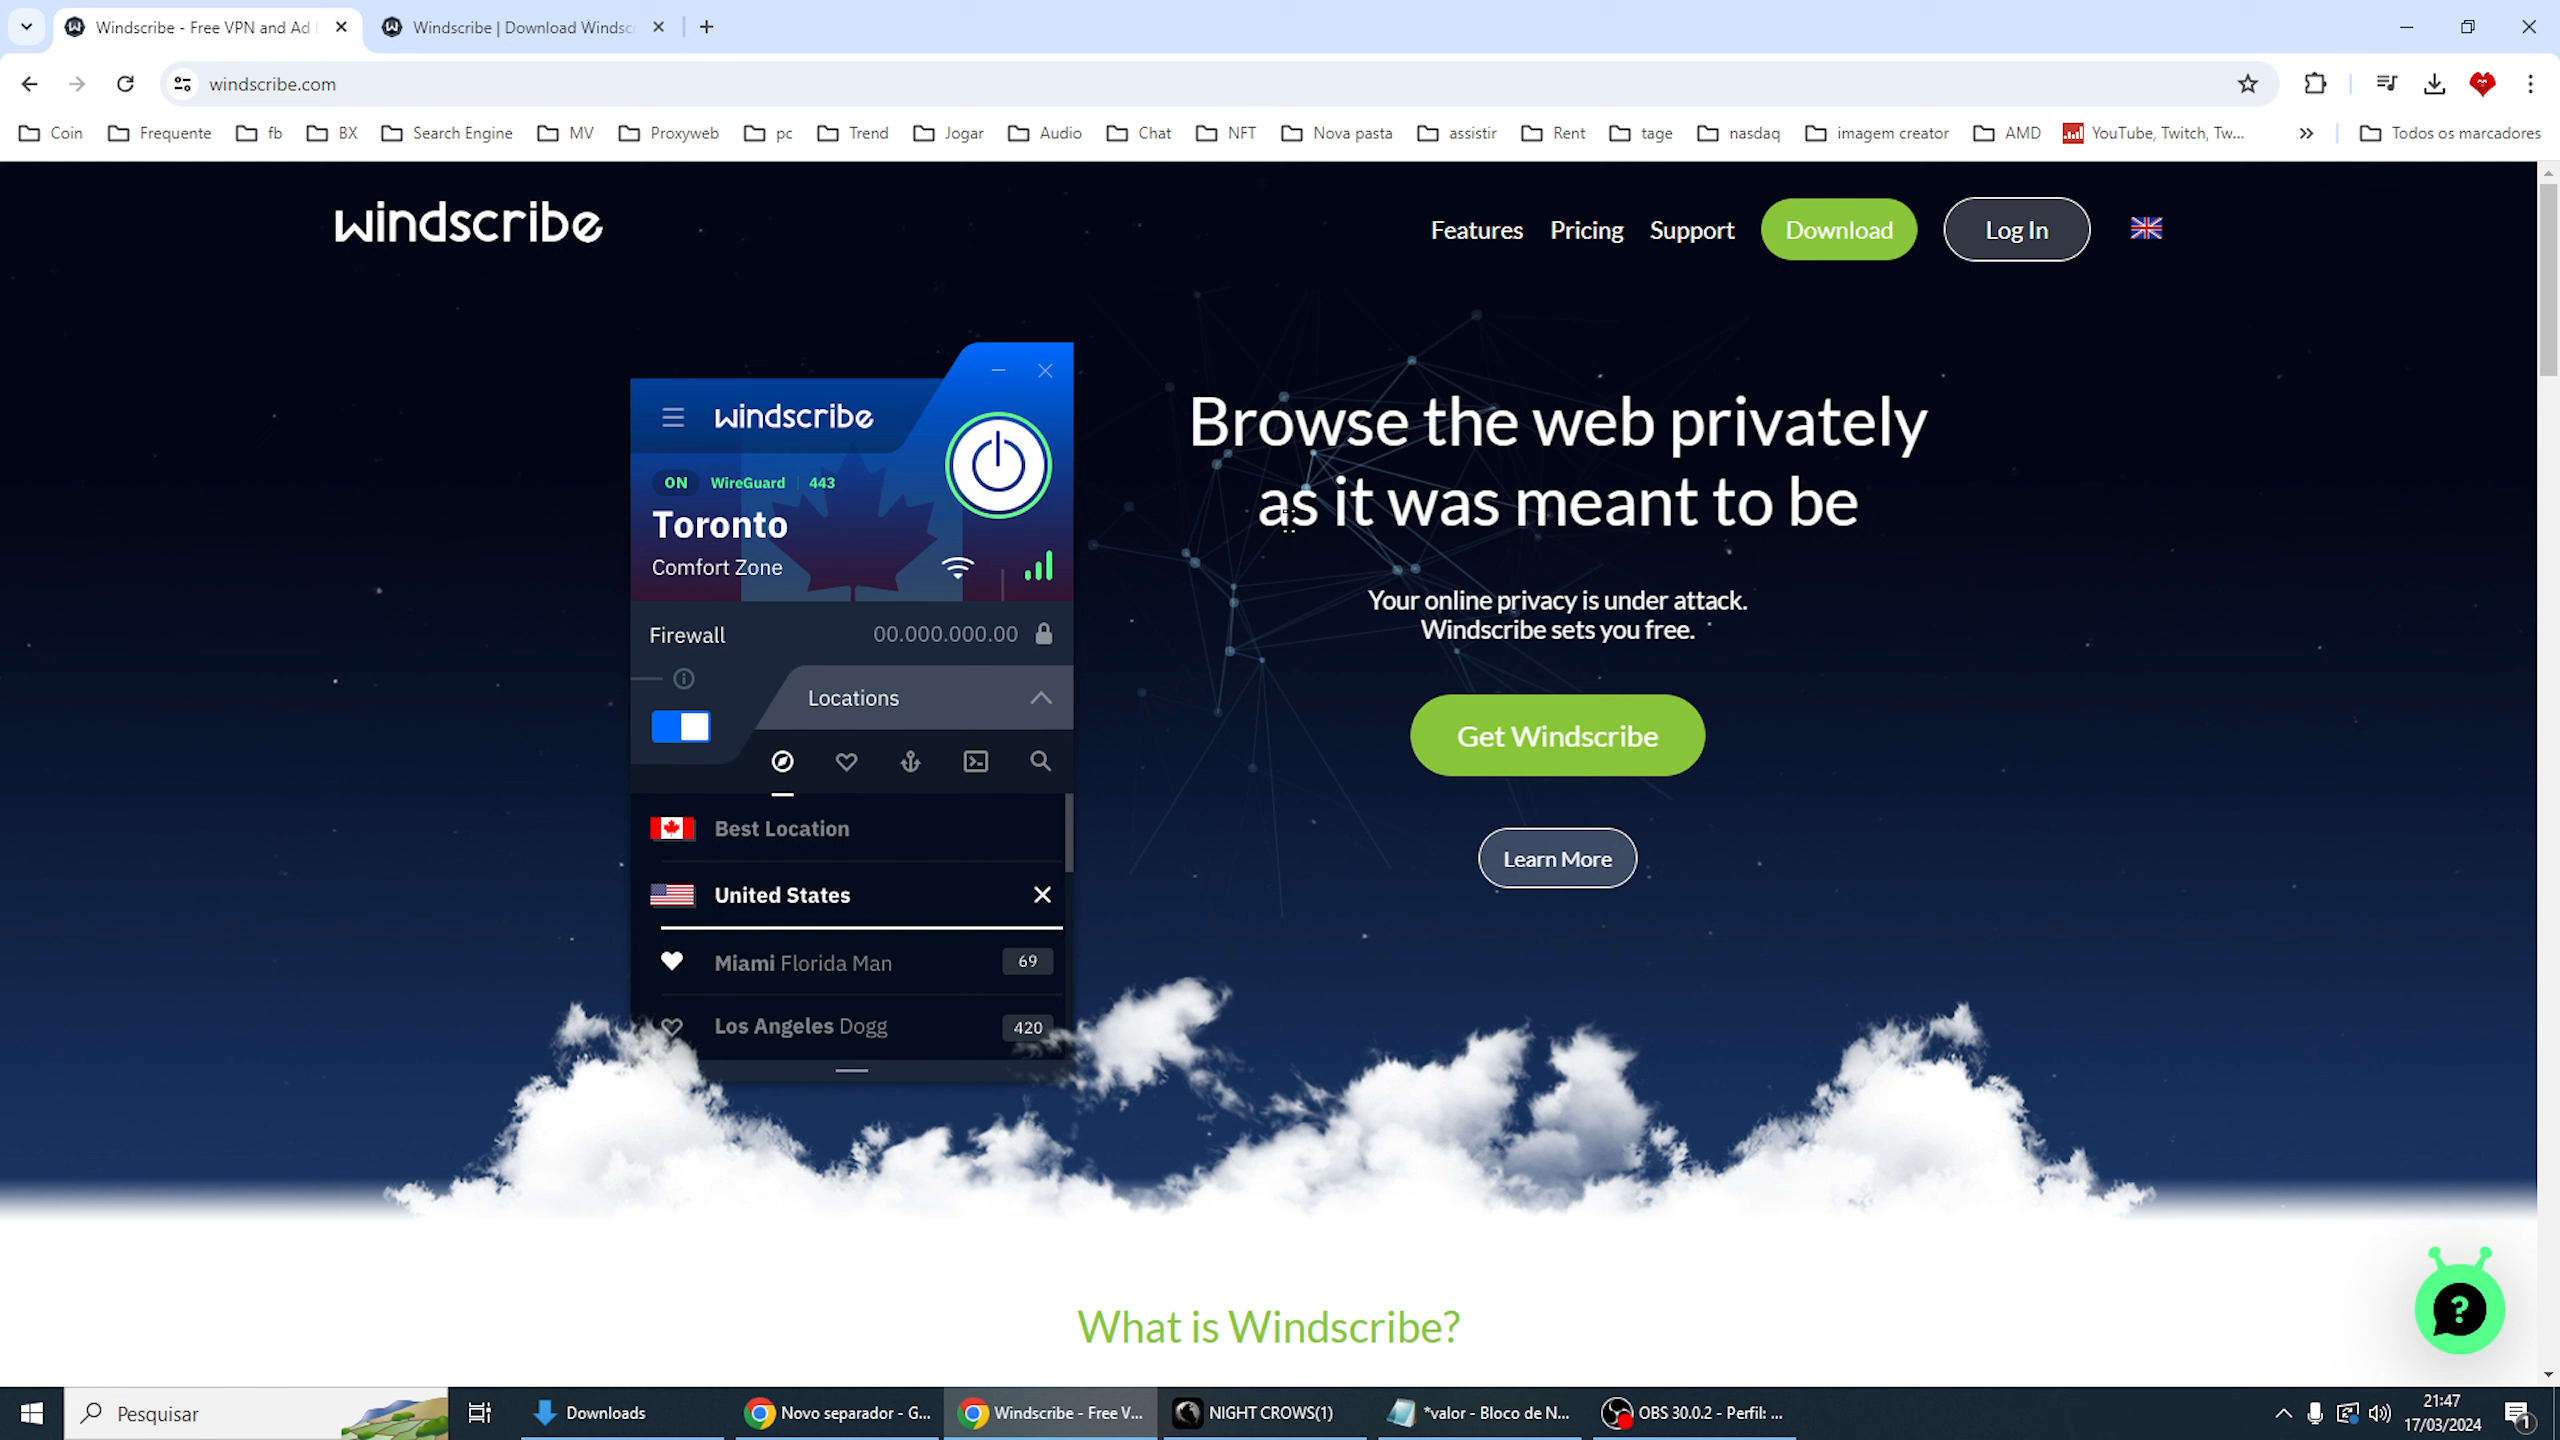 Windscribe - Free VPN and Ad
Windscribe | Download Windsc
windscribe.com
Coin
Frequente
fb
BX
Search Engine
MV
Proxyweb
pc
Trend
Jogar
Audio
Chat
NFT
Nova pasta
assistir
Rent
tage
nasdaq
imagem creator
AMD
YouTube, Twitch, Tw...
Todos os marcadores
windscribe
Features
Pricing
Support
Download
Log In
windscribe
ON WireGuard 443
Toronto
Comfort Zone
Firewall 00.000.000.00
Locations
Best Location
United States
Miami Florida Man 69
Los Angeles Dogg 420
Browse the web privately
as it was meant to be
Your online privacy is under attack.
Windscribe sets you free.
Get Windscribe
Learn More
What is Windscribe?
Pesquisar
Downloads
Novo separador - G...
Windscribe - Free V...
NIGHT CROWS(1)
*valor - Bloco de N...
OBS 30.0.2 - Perfil: ...
21:47
17/03/2024
1